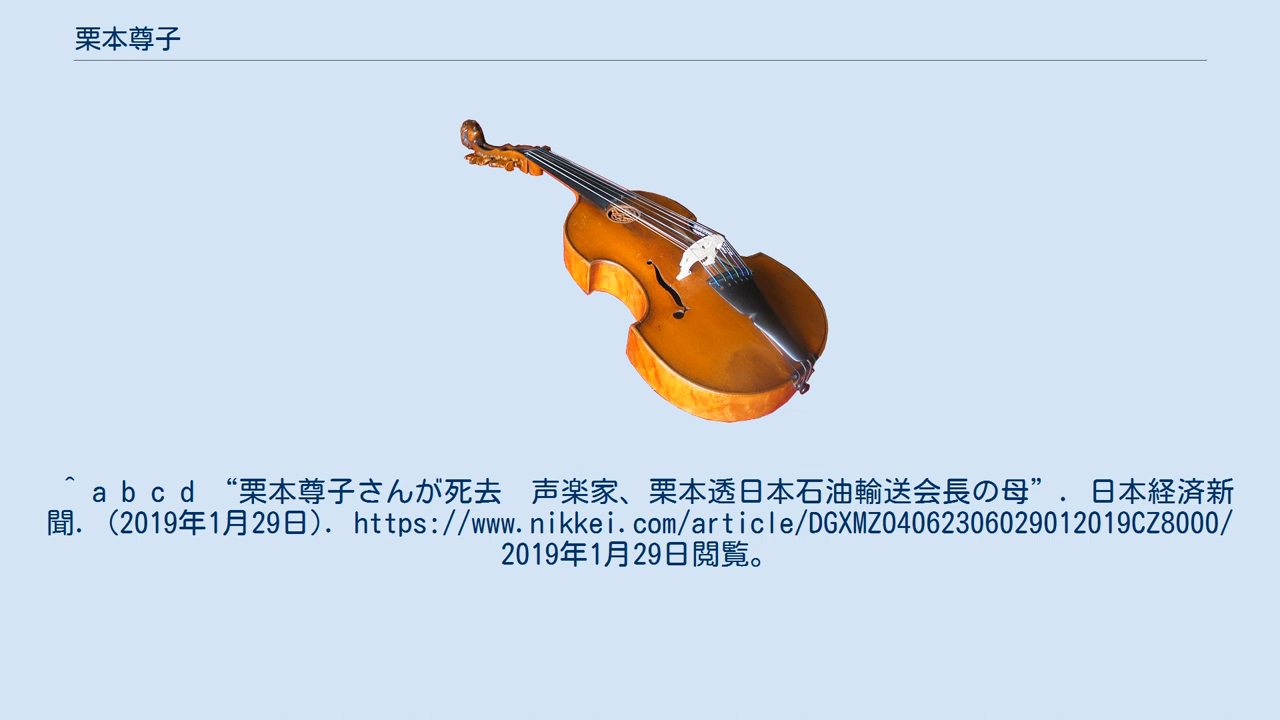 栗本尊子
^ a b c d “栗本尊子さんが死去　声楽家、栗本透日本石油輸送会長の母”. 日本経済新
聞. (2019年1月29日). https://www.nikkei.com/article/DGXMZO40623060290120​19CZ8000/
2019年1月29日閲覧。